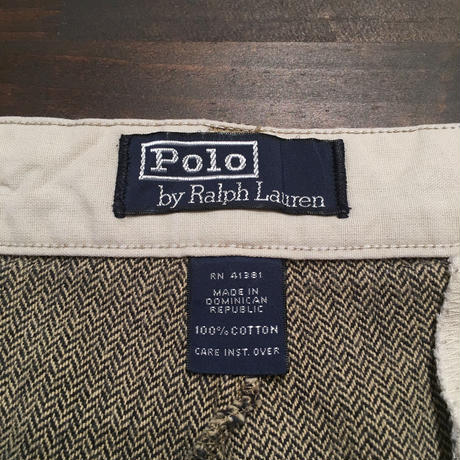 Polo
by Ralph Lauren
RN 41381
MADE IN
DOMINICAN
REPUBLIC
100% COTTON
CARE INST. OVER